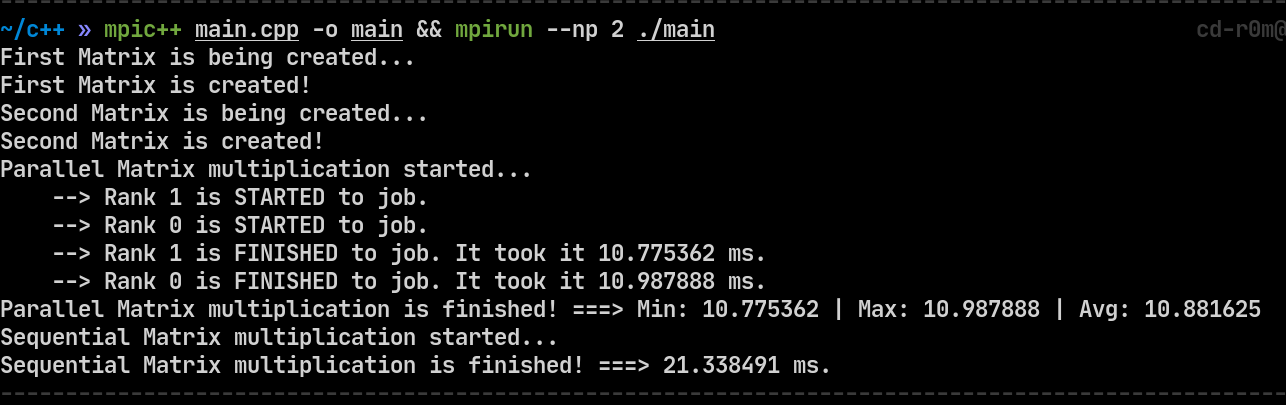 ~/c++ » mpic++ main.cpp -o main && mpirun --np 2 ./main cd-r0m@
First Matrix is being created...
First Matrix is created!
Second Matrix is being created...
Second Matrix is created!
Parallel Matrix multiplication started...
--> Rank 1 is STARTED to job.
--> Rank 0 is STARTED to job.
--> Rank 1 is FINISHED to job. It took it 10.775362 ms.
--> Rank 0 is FINISHED to job. It took it 10.987888 ms.
Parallel Matrix multiplication is finished! ===> Min: 10.775362 | Max: 10.987888 | Avg: 10.881625
Sequential Matrix multiplication started...
Sequential Matrix multiplication is finished! ===> 21.338491 ms.